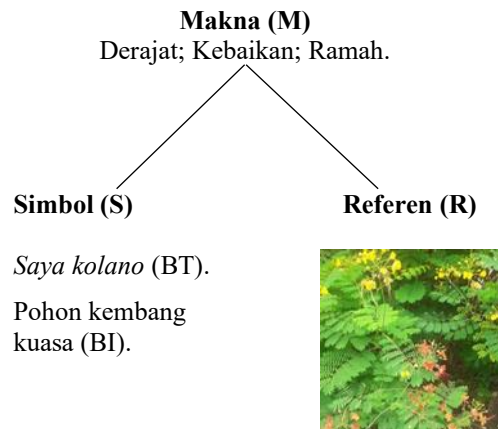 Makna (M)
Derajat; Kebaikan; Ramah.
Simbol (S)
Referen (R)
Saya kolano (BT).
Pohon kembang
kuasa (BI).